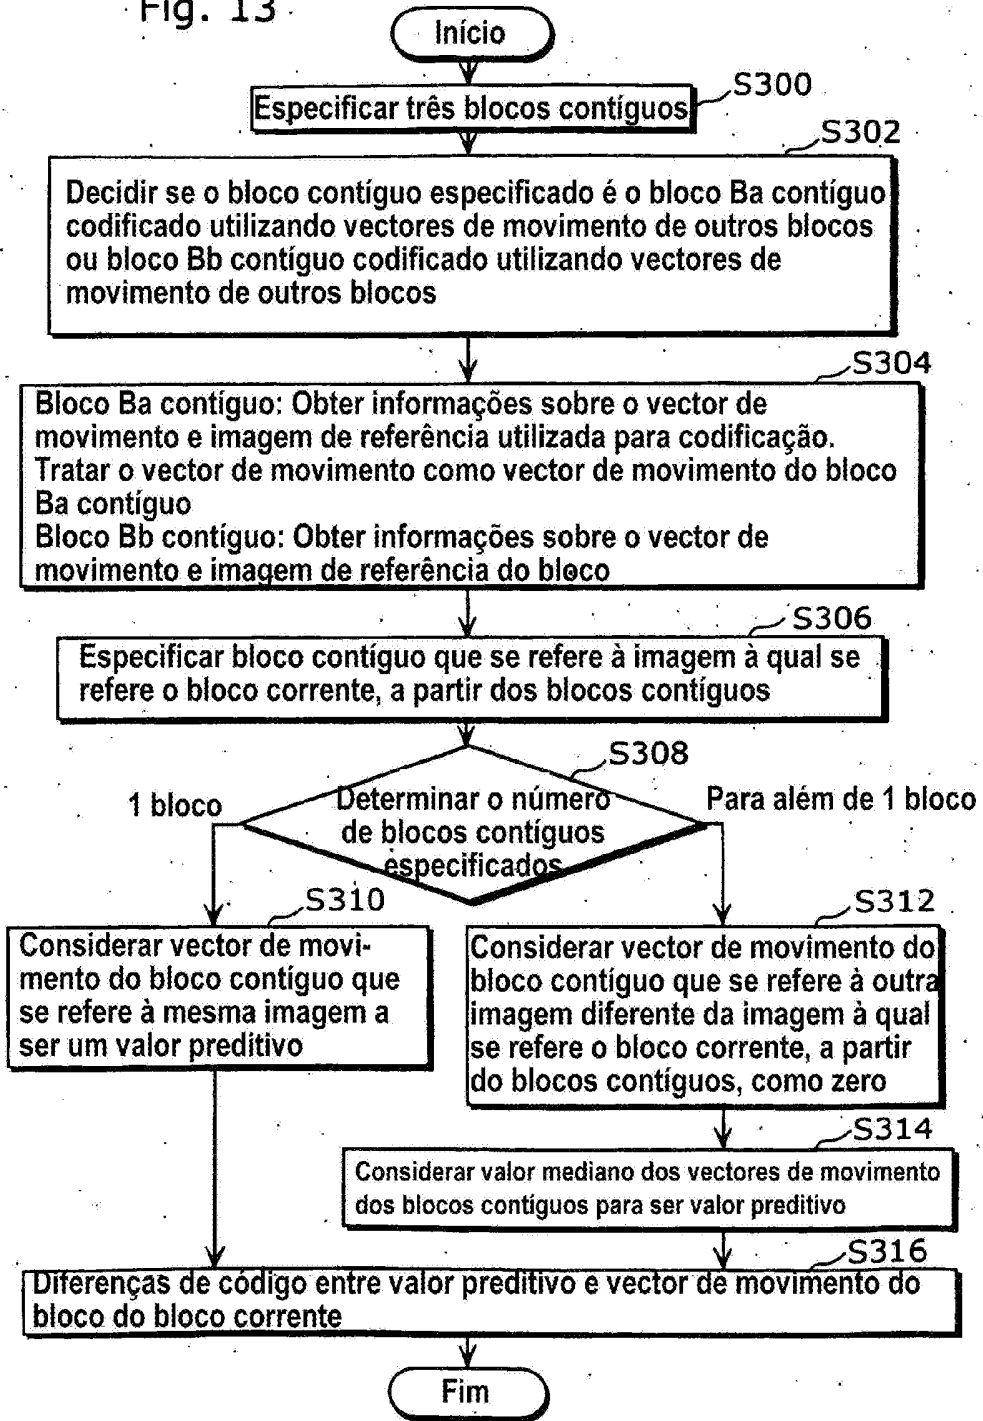 Fig. 13
Início
S300
Especificar três blocos contíguos
S302
Decidir se o bloco contíguo especificado é o bloco Ba contíguo
codificado utilizando vectores de movimento de outros blocos
ou bloco Bb contíguo codificado utilizando vectores de
movimento de outros blocos
S304
Bloco Ba contíguo: Obter informações sobre o vector de
movimento e imagem de referência utilizada para codificação.
Tratar o vector de movimento como vector de movimento do bloco
Ba contíguo
Bloco Bb contíguo: Obter informações sobre o vector de
movimento e imagem de referência do bloco
S306
Especificar bloco contíguo que se refere à imagem à qual se
refere o bloco corrente, a partir dos blocos contíguos
S308
1 bloco
Determinar o número
de blocos contíguos
especificados
Para além de 1 bloco
S310
Considerar vector de movi-
mento do bloco contíguo que
se refere à mesma imagem a
ser um valor preditivo
S312
Considerar vector de movimento do
bloco contíguo que se refere à outra
imagem diferente da imagem à qual
se refere o bloco corrente, a partir
do blocos contíguos, como zero
S314
Considerar valor mediano dos vectores de movimento
dos blocos contíguos para ser valor preditivo
S316
Diferenças de código entre valor preditivo e vector de movimento do
bloco do bloco corrente
Fim